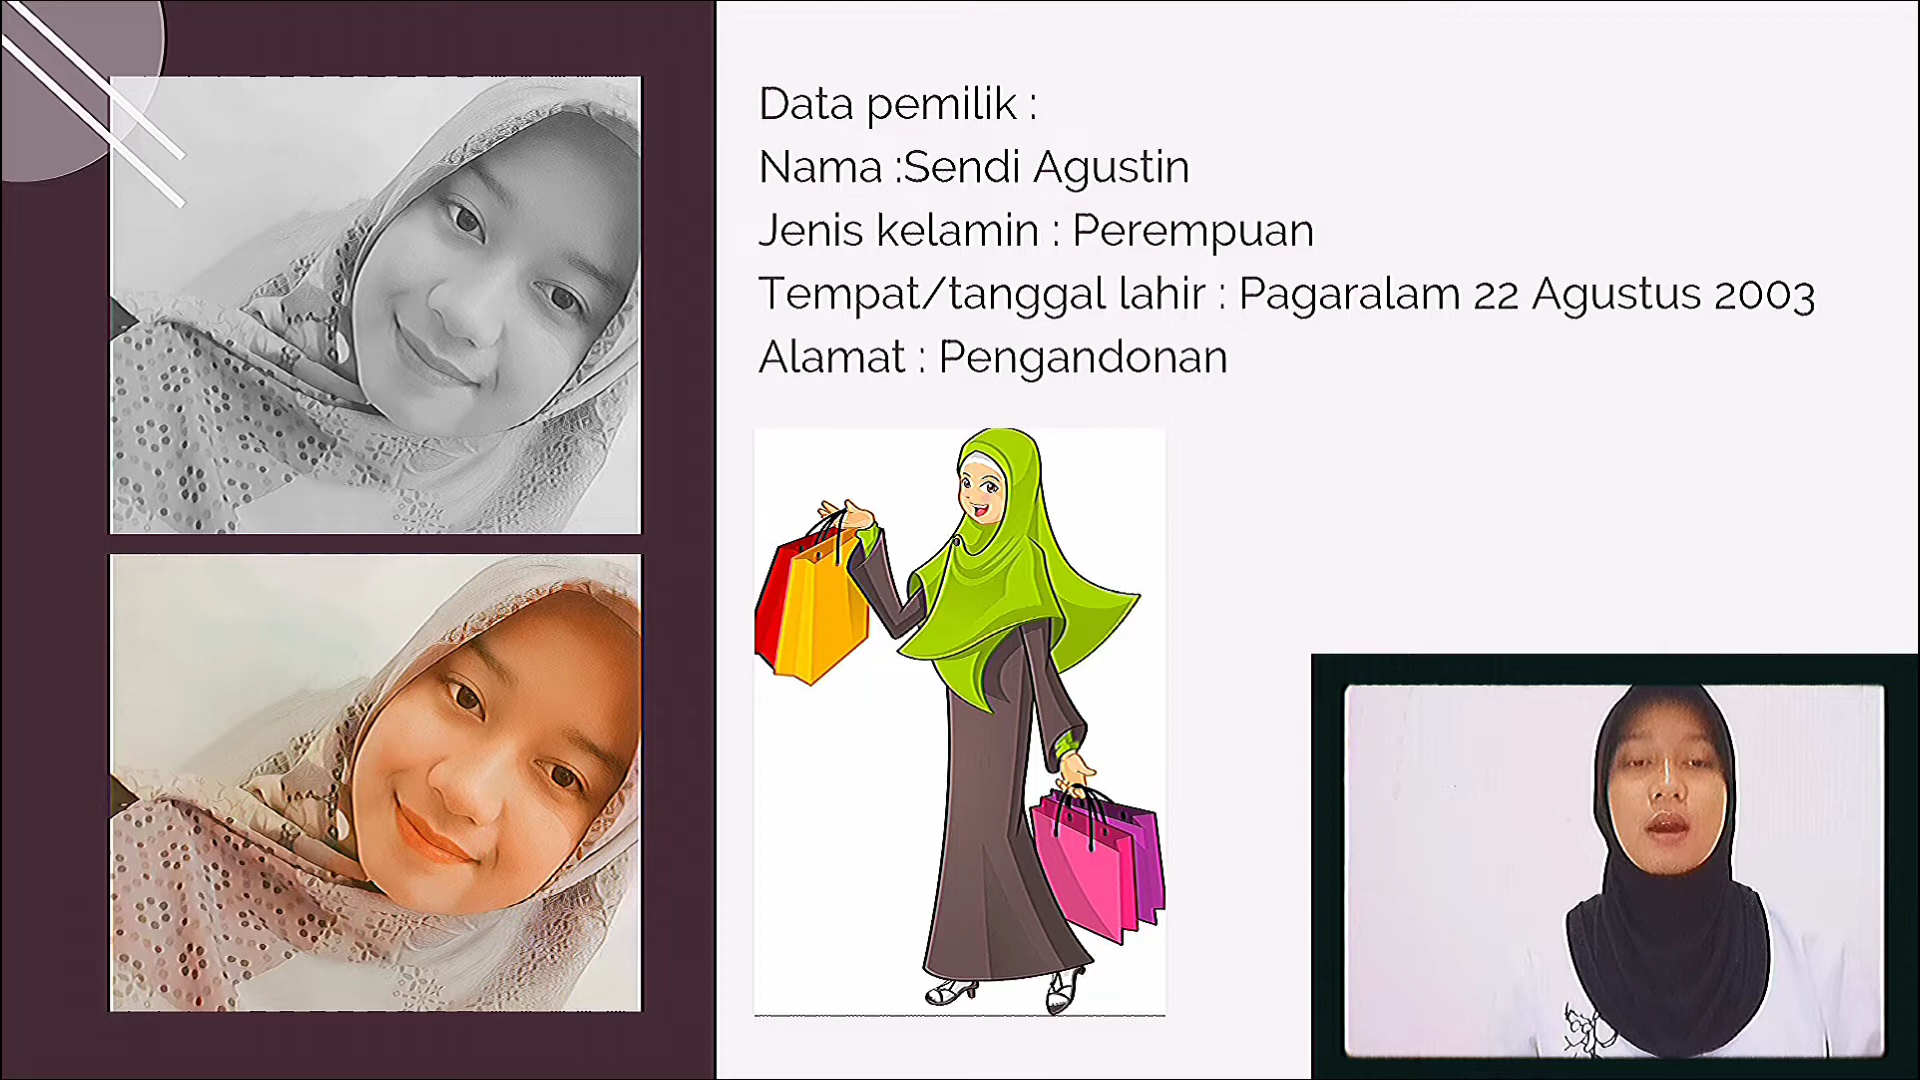 Data pemilik :
Nama :Sendi Agustin
Jenis kelamin : Perempuan
Tempat/tanggal lahir : Pagaralam 22 Agustus 2003
Alamat : Pengandonan